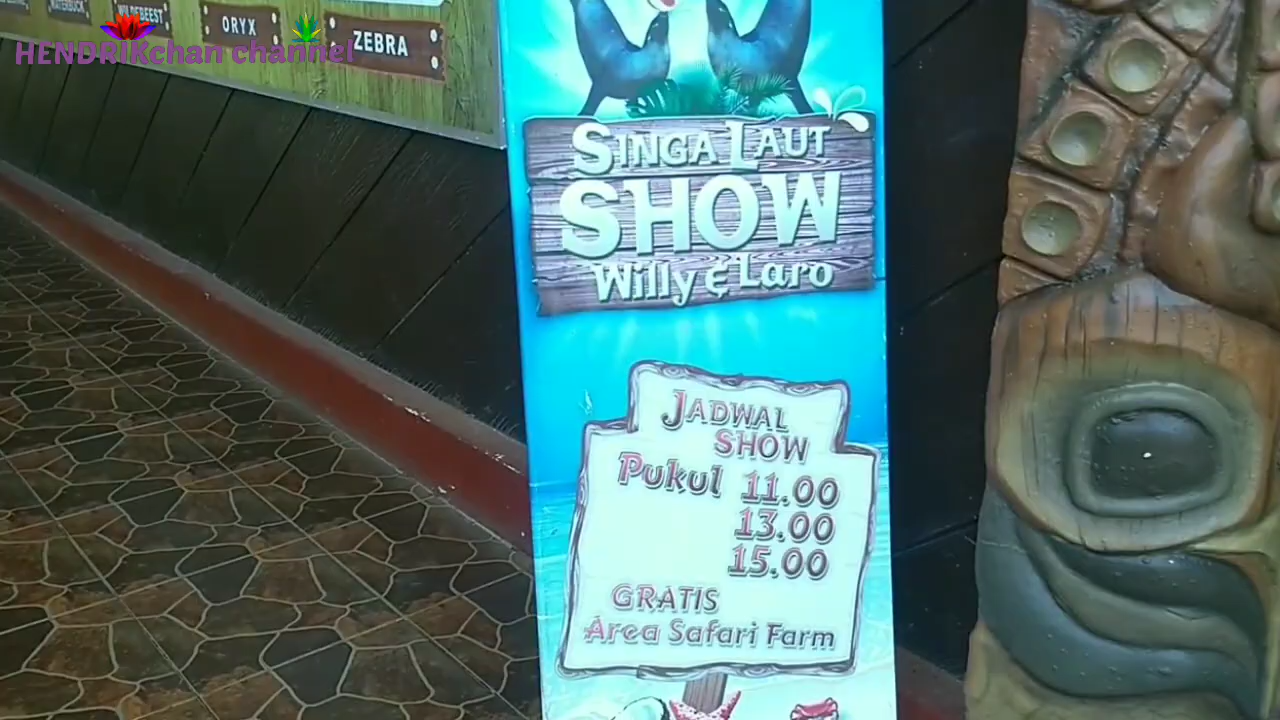 WATERBUCK
WILDEBEEST
ORYX
ZEBRA
HENDRIKchan channel
SINGA LAUT
SHOW
Willy & Laro
JADWAL
SHOW
Pukul 11.00
13.00
15.00
GRATIS
Area Safari Farm